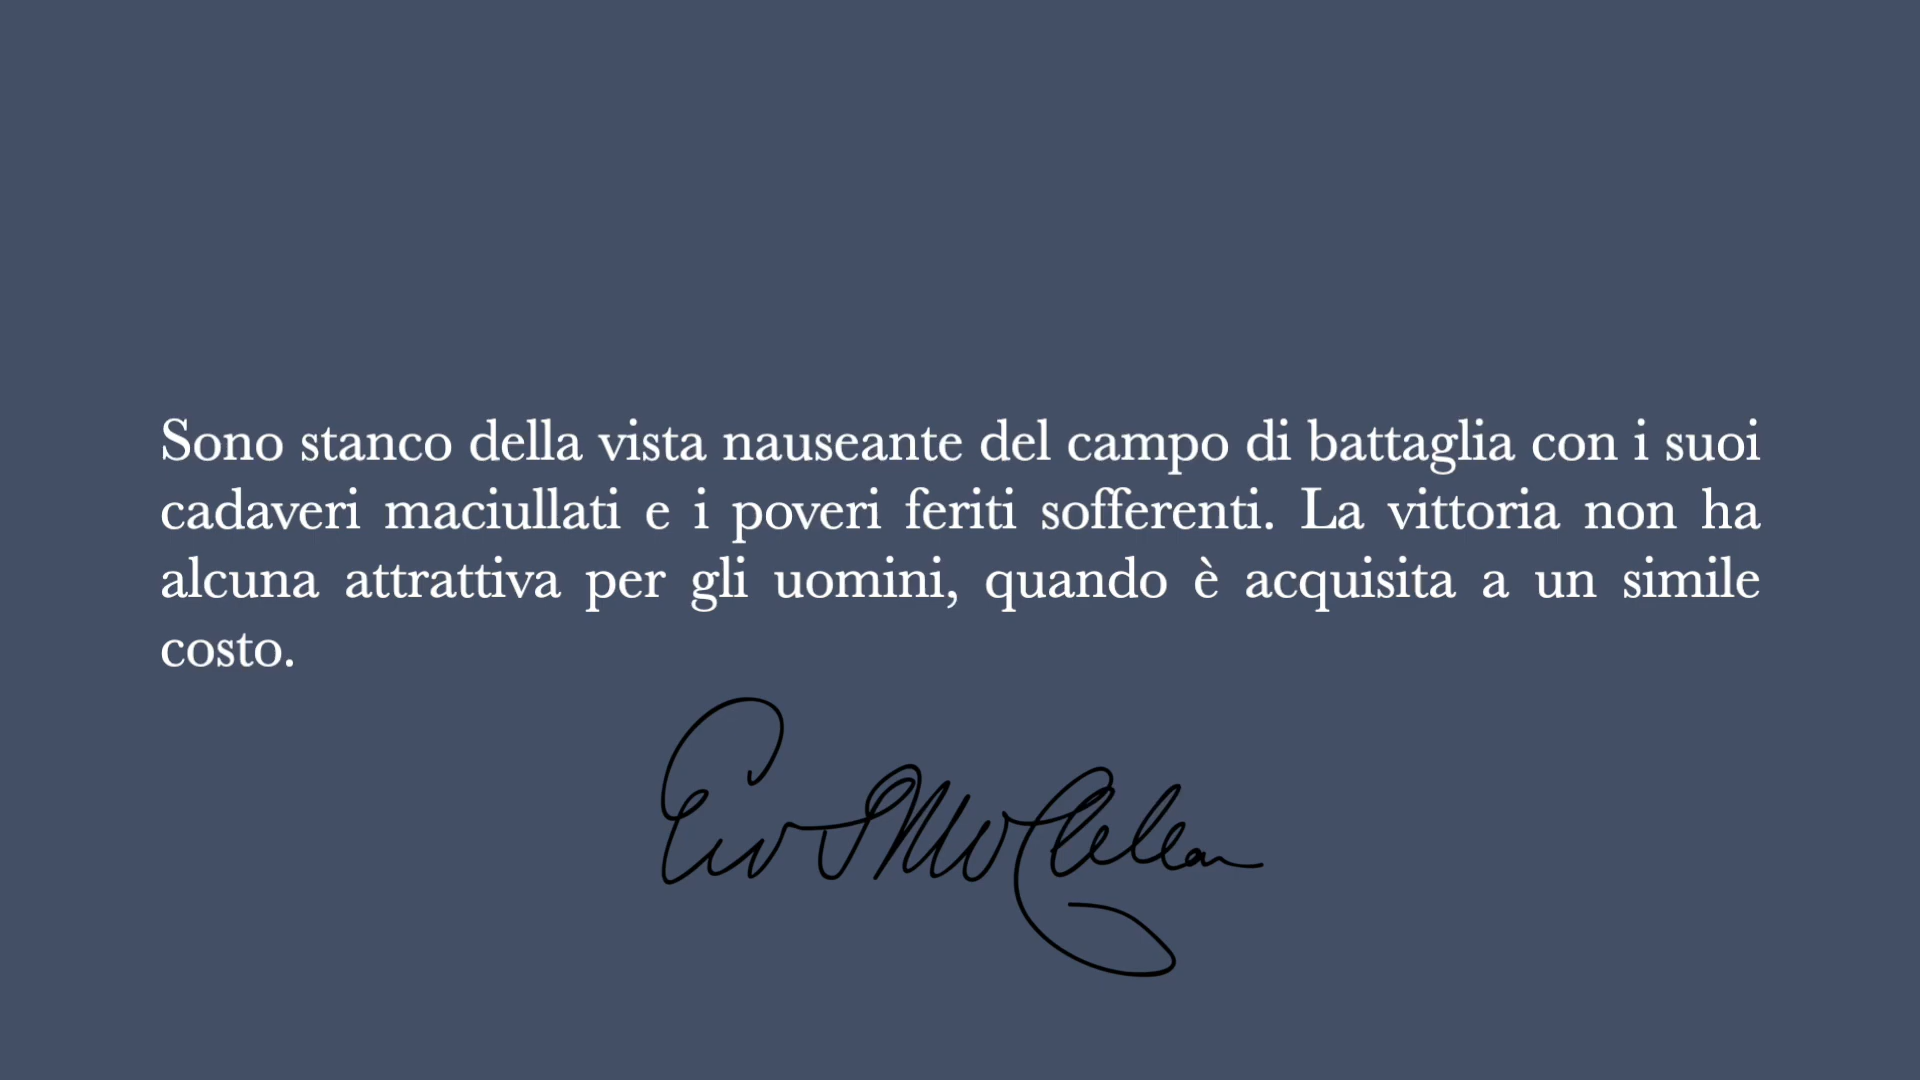 Sono stanco della vista nauseante del campo di battaglia con i suoi
cadaveri maciullati e i poveri feriti sofferenti. La vittoria non ha
alcuna attrattiva per gli uomini, quando è acquisita a un simile
costo.